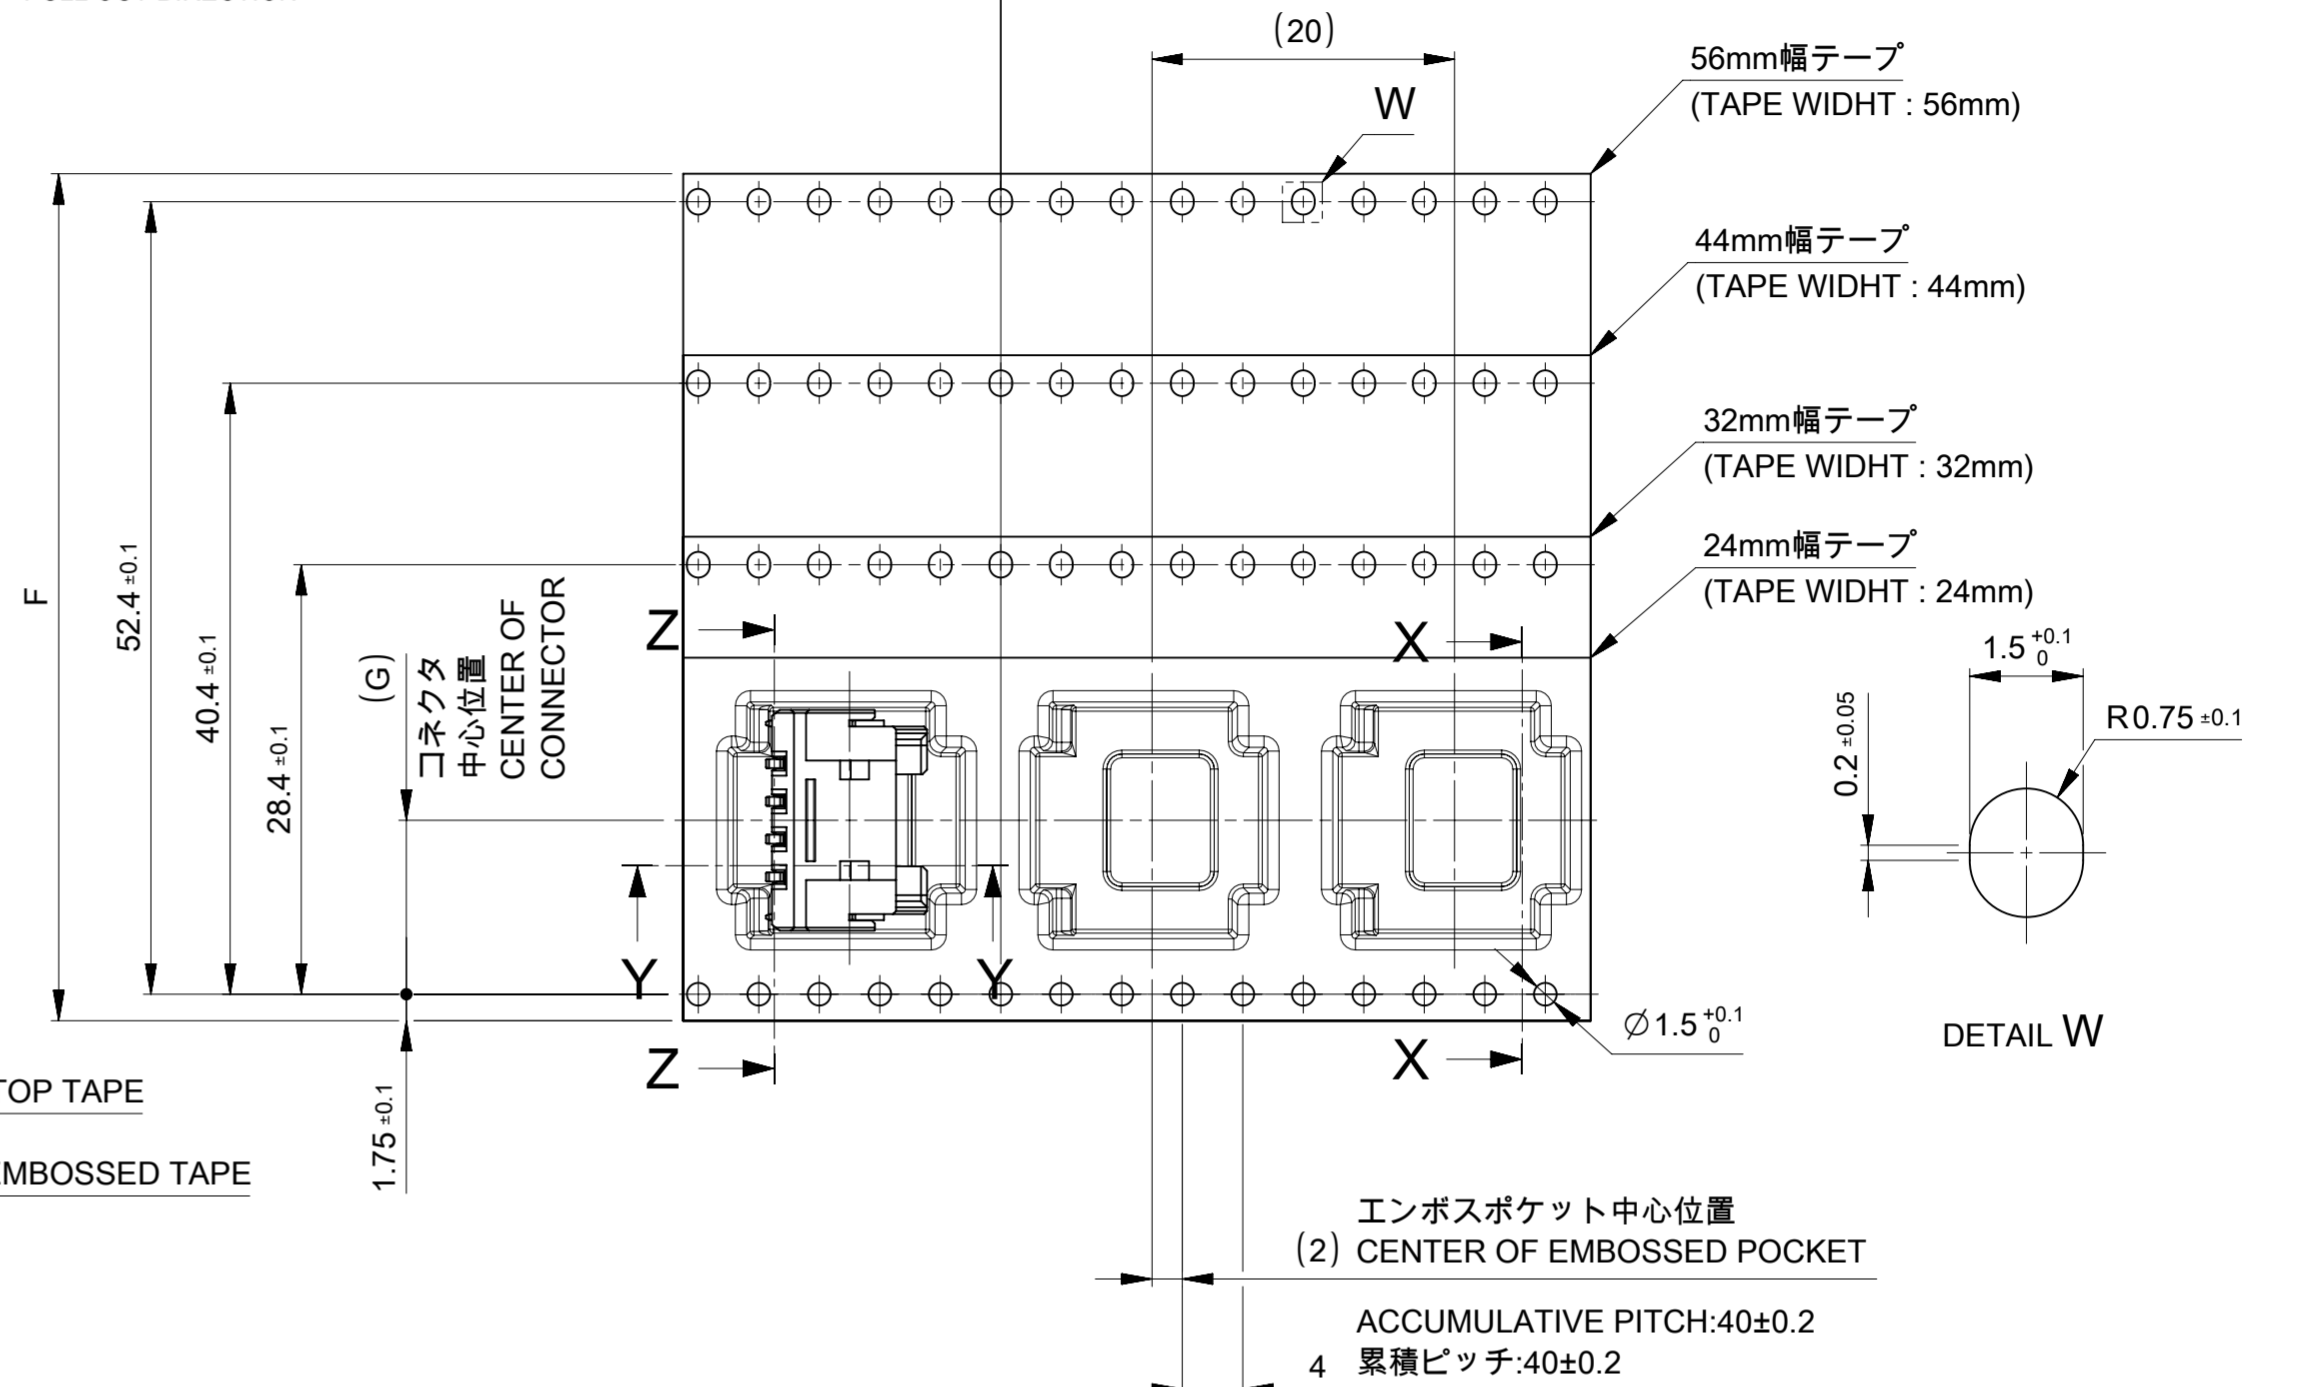 (20)
W
56mm幅テープ
(TAPE WIDHT : 56mm)
44mm幅テープ
(TAPE WIDHT : 44mm)
32mm幅テープ
(TAPE WIDHT : 32mm)
24mm幅テープ
(TAPE WIDHT : 24mm)
F
52.4 ±0.1
40.4 ±0.1
28.4 ±0.1
(G)
コネクタ
中心位置
CENTER OF
CONNECTOR
Z
X
Y
Y
Z
X
1.75 ±0.1
∅1.5 +0.1 0
1.5 +0.1 0
0.2 ±0.05
R0.75 ±0.1
DETAIL W
TOP TAPE
EMBOSSED TAPE
エンボスポケット中心位置
(2) CENTER OF EMBOSSED POCKET
ACCUMULATIVE PITCH:40±0.2
4 累積ピッチ:40±0.2